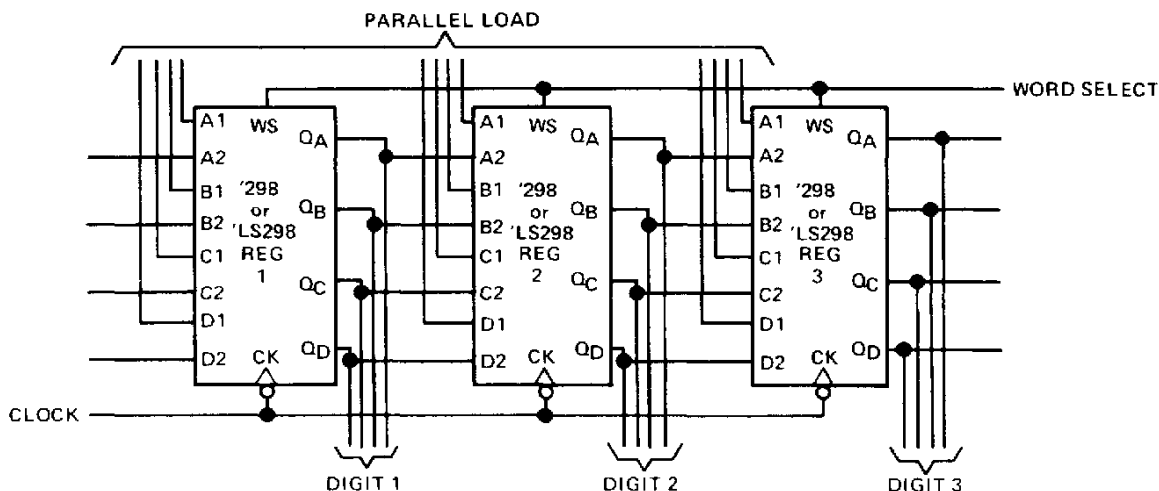 PARALLEL LOAD
WORD SELECT
A1 WS QA
A2
B1 '298 QB
or
B2 'LS298
C1 REG
1
C2 QC
D1
D2 CK QD
A1 WS QA
A2
B1 '298 QB
or
B2 'LS298
C1 REG
2
C2 QC
D1
D2 CK QD
A1 WS QA
A2
B1 '298 QB
or
B2 'LS298
C1 REG
3
C2 QC
D1
D2 CK QD
CLOCK
DIGIT 1
DIGIT 2
DIGIT 3